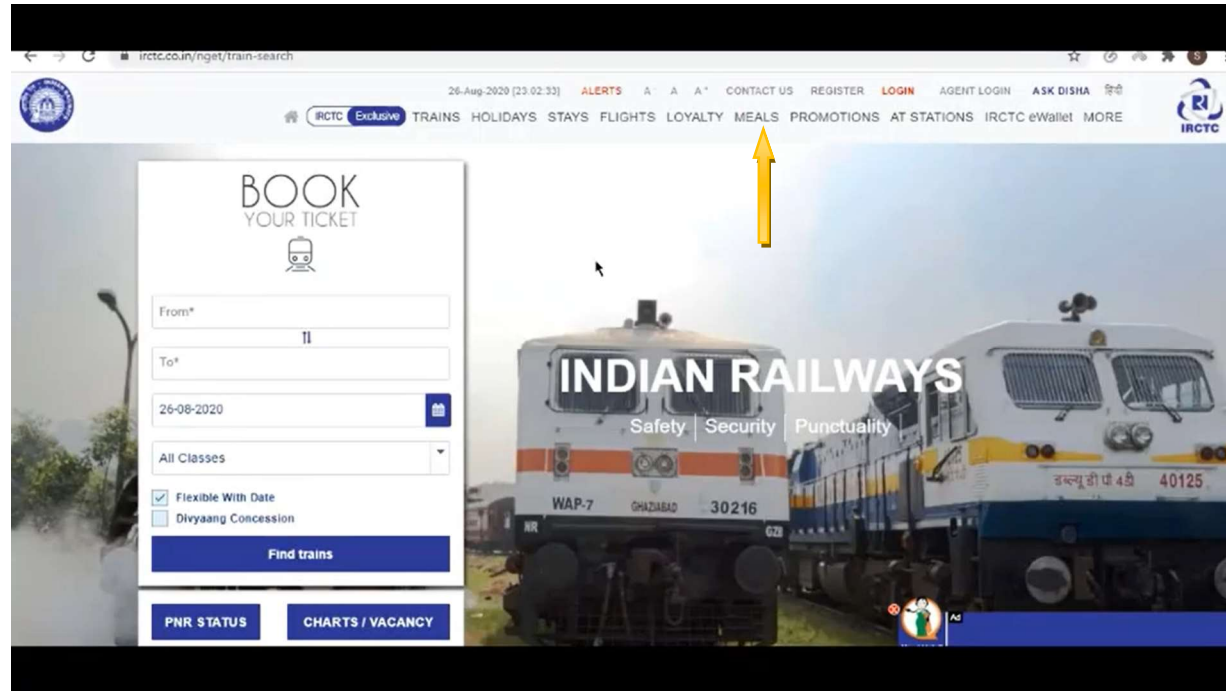 irctc.co.in/nget/train-search
S
26-Aug-2020 [23:02:33] ALERTS A- A A+ CONTACT US REGISTER LOGIN AGENT LOGIN ASK DISHA हिंदी
IRCTC Exclusive TRAINS HOLIDAYS STAYS FLIGHTS LOYALTY MEALS PROMOTIONS AT STATIONS IRCTC eWallet MORE
IRCTC
BOOK
YOUR TICKET
From*
To*
26-08-2020
All Classes
Flexible With Date
Divyaang Concession
Find trains
PNR STATUS CHARTS / VACANCY
INDIAN RAILWAYS
Safety | Security | Punctuality
WAP-7 GHAZIABAD 30216
NR GZB
डब्ल्यू डी पी 4डी 40125
Ad